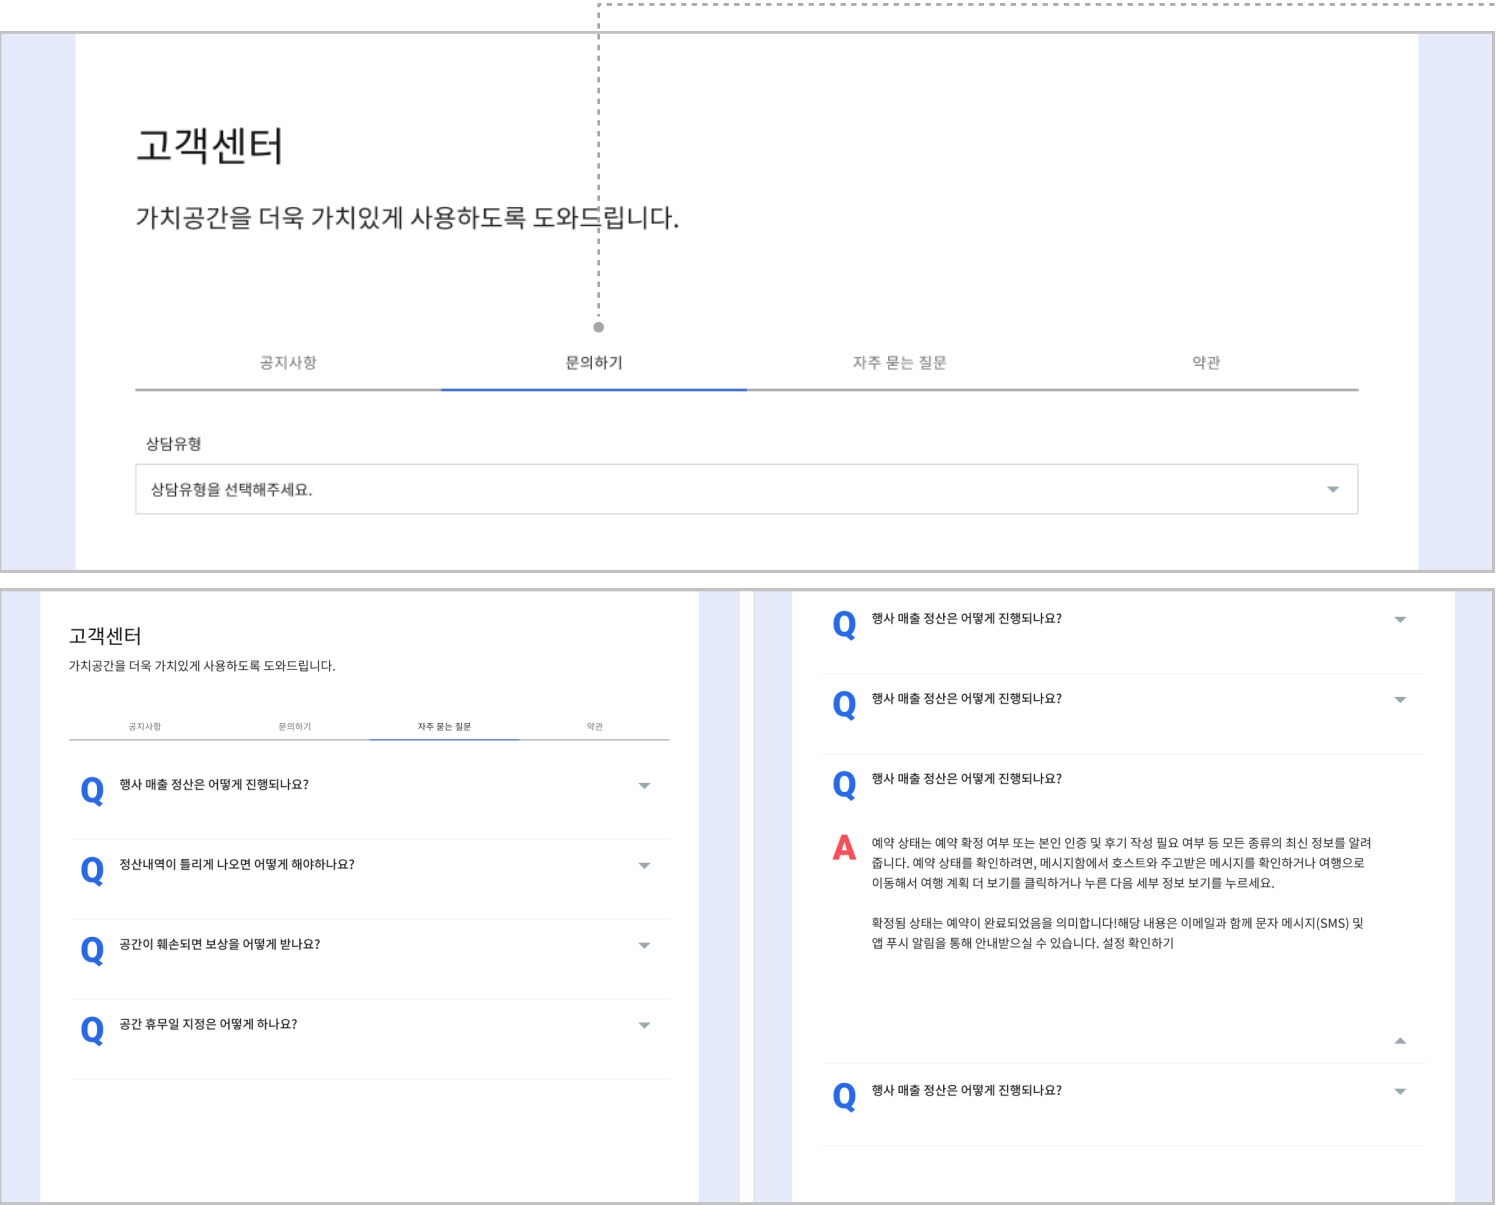 고객센터
가치공간을 더욱 가치있게 사용하도록 도와드립니다.
공지사항 문의하기 자주 묻는 질문 약관
상담유형
상담유형을 선택해주세요.
고객센터
가치공간을 더욱 가치있게 사용하도록 도와드립니다.
공지사항 문의하기 자주 묻는 질문 약관
Q 행사 매출 정산은 어떻게 진행되나요?
Q 정산내역이 틀리게 나오면 어떻게 해야하나요?
Q 공간이 훼손되면 보상을 어떻게 받나요?
Q 공간 휴무일 지정은 어떻게 하나요?
Q 행사 매출 정산은 어떻게 진행되나요?
Q 행사 매출 정산은 어떻게 진행되나요?
Q 행사 매출 정산은 어떻게 진행되나요?
A 예약 상태는 예약 확정 여부 또는 본인 인증 및 후기 작성 필요 여부 등 모든 종류의 최신 정보를 알려
줍니다. 예약 상태를 확인하려면, 메시지함에서 호스트와 주고받은 메시지를 확인하거나 여행으로
이동해서 여행 계획 더 보기를 클릭하거나 누른 다음 세부 정보 보기를 누르세요.
확정됨 상태는 예약이 완료되었음을 의미합니다!해당 내용은 이메일과 함께 문자 메시지(SMS) 및
앱 푸시 알림을 통해 안내받으실 수 있습니다. 설정 확인하기
Q 행사 매출 정산은 어떻게 진행되나요?